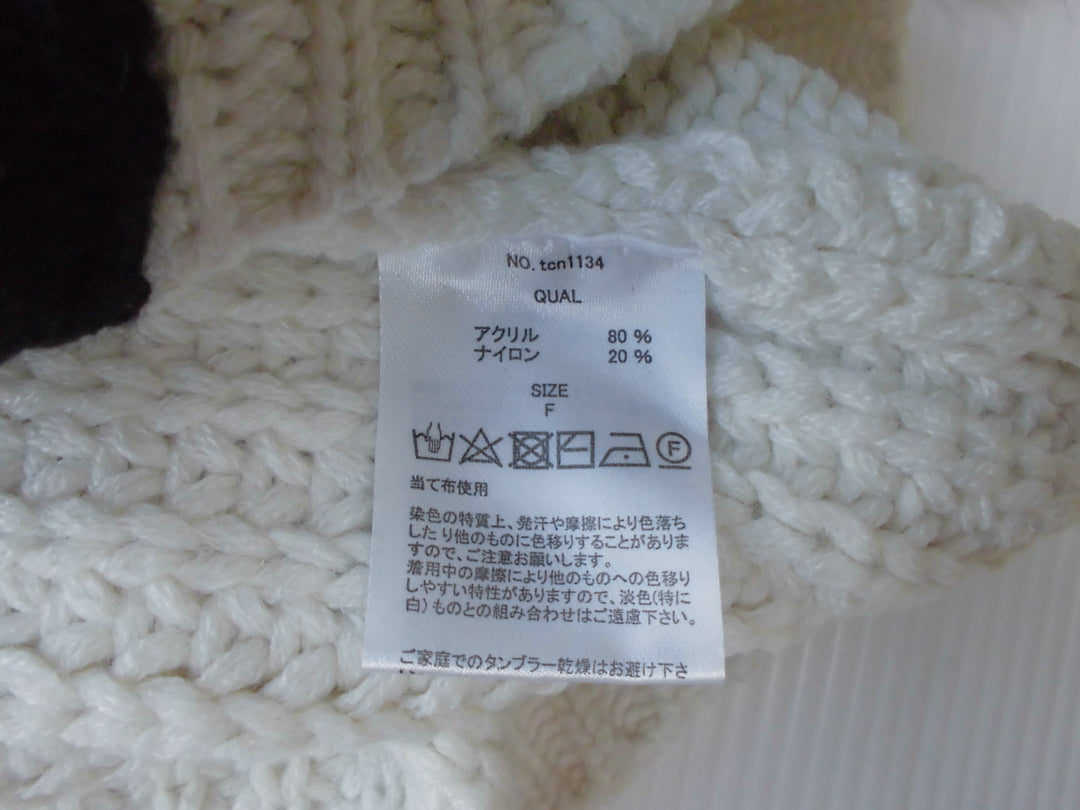 NO. tcn1134
QUAL
アクリル 80 %
ナイロン 20 %
SIZE
F
F
当て布使用
染色の特質上、発汗や摩擦により色落ち
したり他のものに色移りすることがありま
すので、ご注意お願いします。
着用中の摩擦により他のものへの色移り
しやすい特性がありますので、淡色(特に
白)ものとの組み合わせはご遠慮下さい。
ご家庭でのタンブラー乾燥はお避け下さ